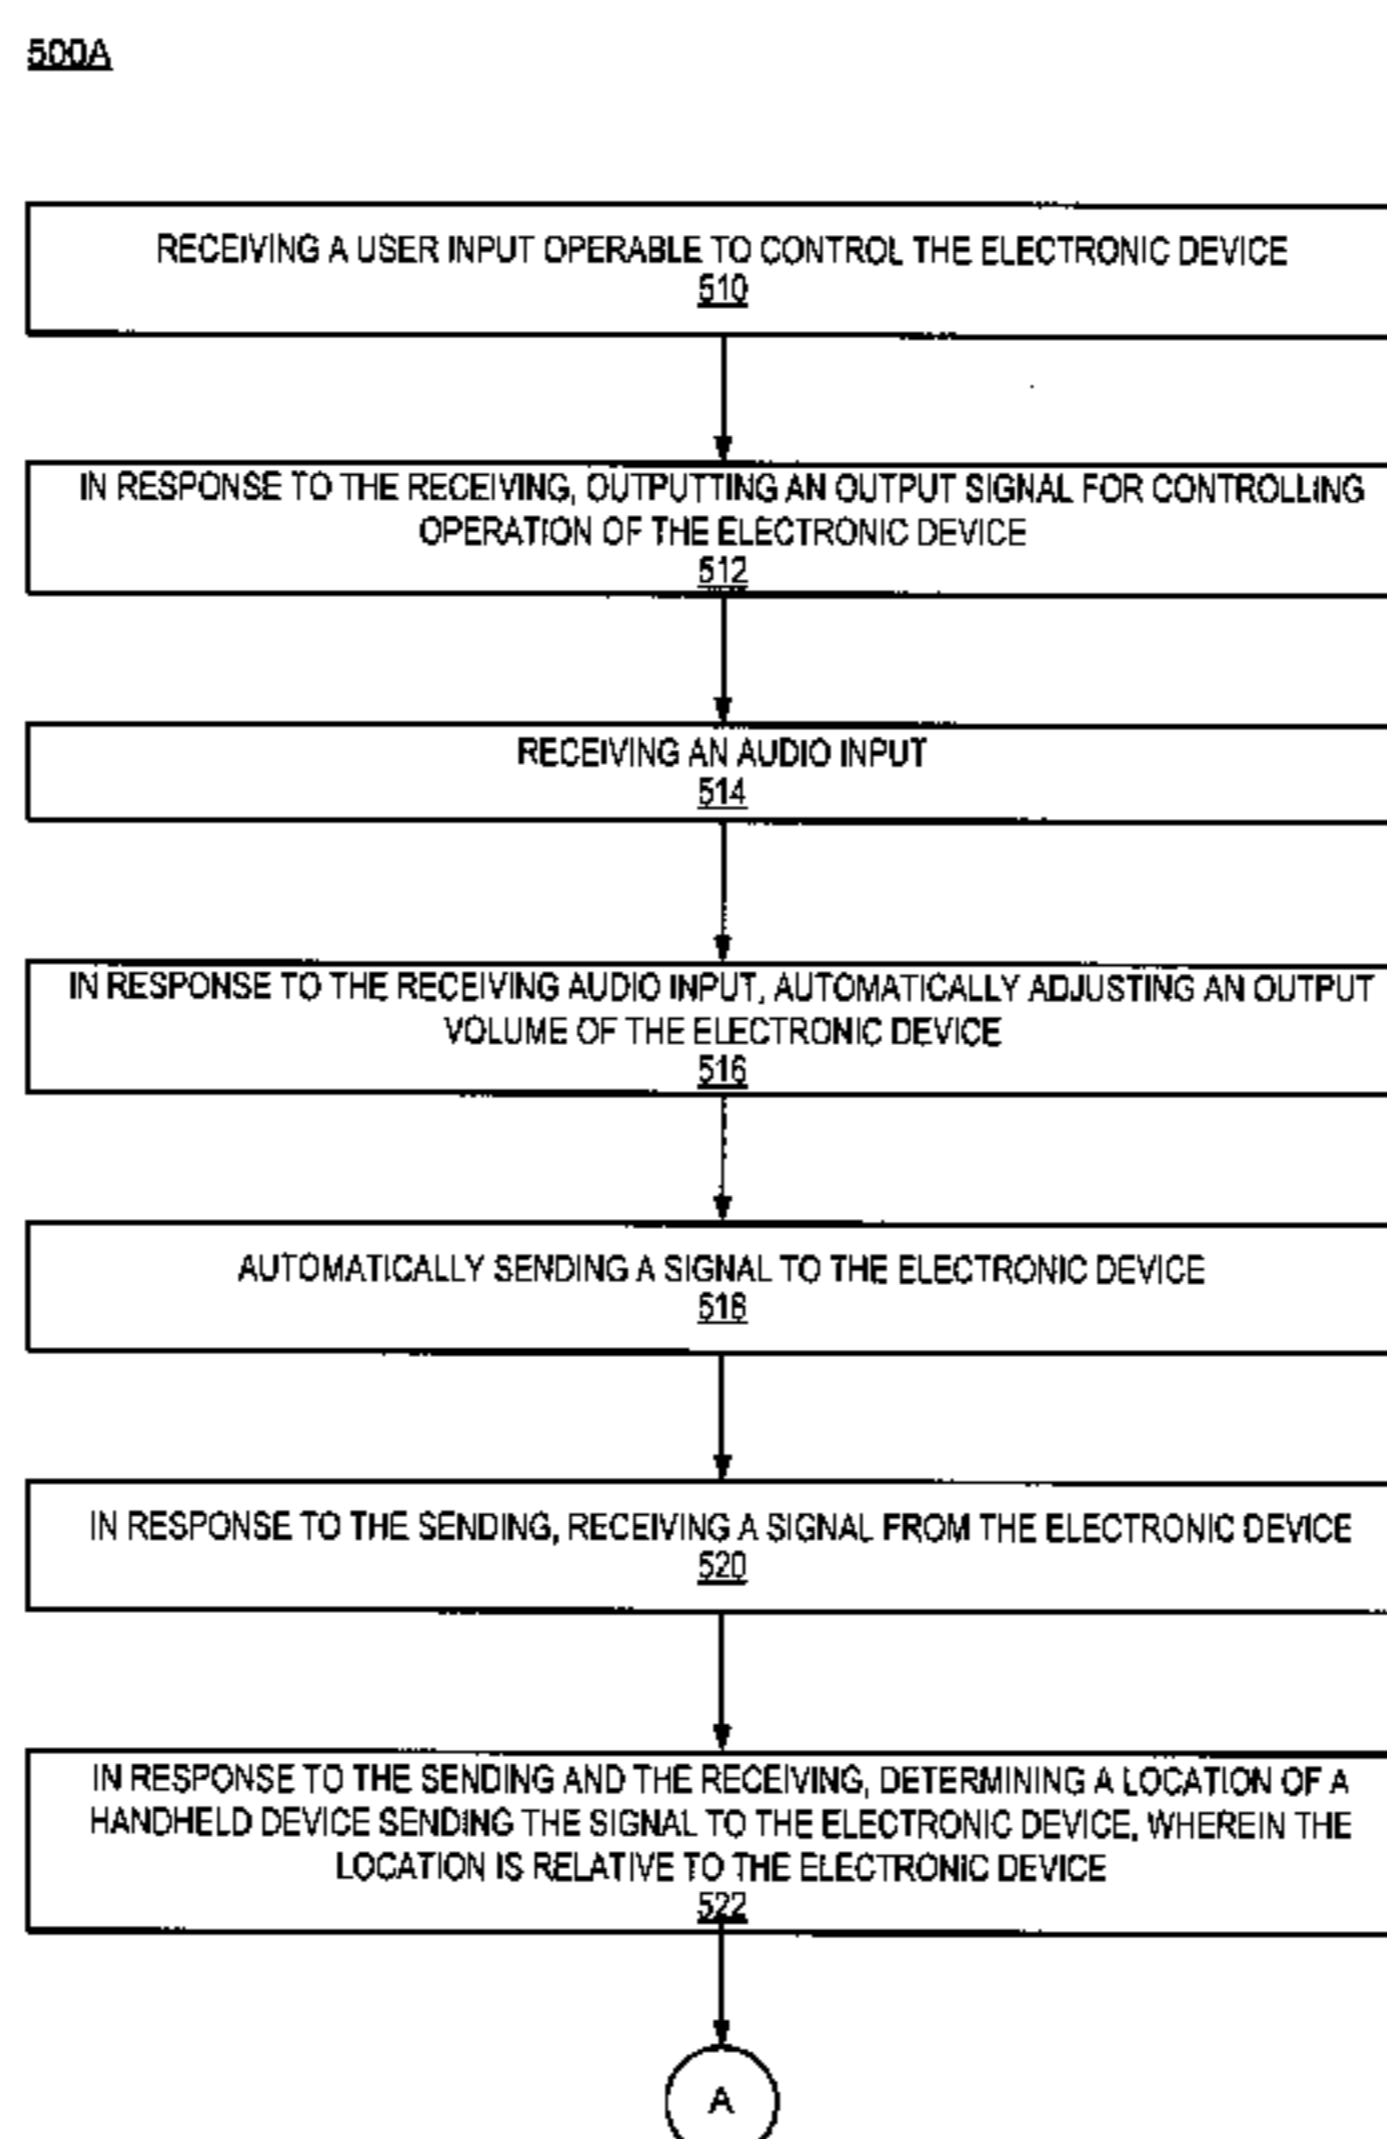 500A
RECEIVING A USER INPUT OPERABLE TO CONTROL THE ELECTRONIC DEVICE
510
IN RESPONSE TO THE RECEIVING, OUTPUTTING AN OUTPUT SIGNAL FOR CONTROLLING
OPERATION OF THE ELECTRONIC DEVICE
512
RECEIVING AN AUDIO INPUT
514
IN RESPONSE TO THE RECEIVING AUDIO INPUT, AUTOMATICALLY ADJUSTING AN OUTPUT
VOLUME OF THE ELECTRONIC DEVICE
516
AUTOMATICALLY SENDING A SIGNAL TO THE ELECTRONIC DEVICE
518
IN RESPONSE TO THE SENDING, RECEIVING A SIGNAL FROM THE ELECTRONIC DEVICE
520
IN RESPONSE TO THE SENDING AND THE RECEIVING, DETERMINING A LOCATION OF A
HANDHELD DEVICE SENDING THE SIGNAL TO THE ELECTRONIC DEVICE, WHEREIN THE
LOCATION IS RELATIVE TO THE ELECTRONIC DEVICE
522
A